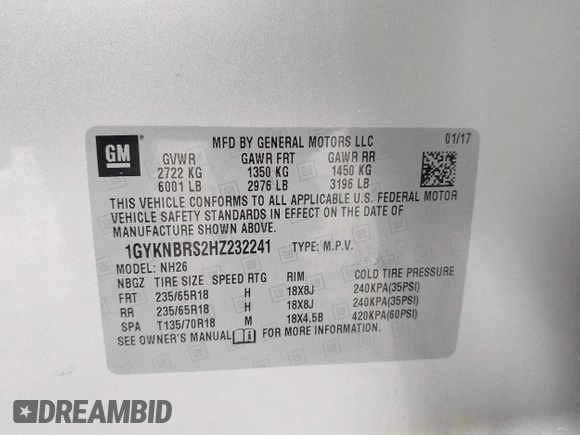 GM
MFD BY GENERAL MOTORS LLC
01/17
GVWR GAWR FRT GAWR RR
2722 KG 1350 KG 1450 KG
6001 LB 2976 LB 3196 LB
THIS VEHICLE CONFORMS TO ALL APPLICABLE U.S. FEDERAL MOTOR
VEHICLE SAFETY STANDARDS IN EFFECT ON THE DATE OF
MANUFACTURE SHOWN ABOVE.
1GYKNBRS2HZ232241 TYPE: M.P.V.
MODEL: NH26
NBGZ TIRE SIZE SPEED RTG RIM COLD TIRE PRESSURE
FRT 235/65R18 H 18X8J 240KPA(35PSI)
RR 235/65R18 H 18X8J 240KPA(35PSI)
SPA T135/70R18 M 18X4.5B 420KPA(60PSI)
SEE OWNER'S MANUAL FOR MORE INFORMATION
DREAMBID